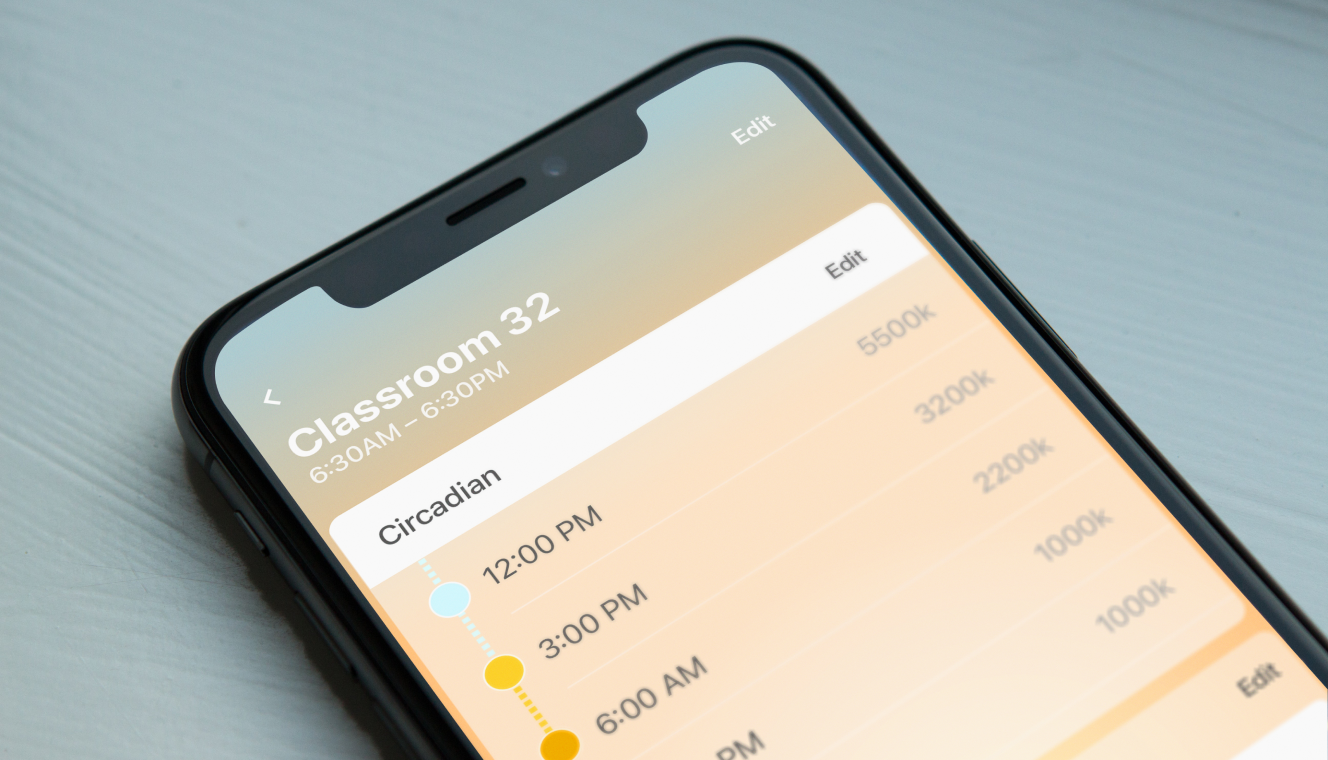 Edit
<
Classroom 32
6:30AM – 6:30PM
Circadian Edit
12:00 PM 5500k
3:00 PM 3200k
6:00 AM 2200k
PM 1000k
1000k
Edit